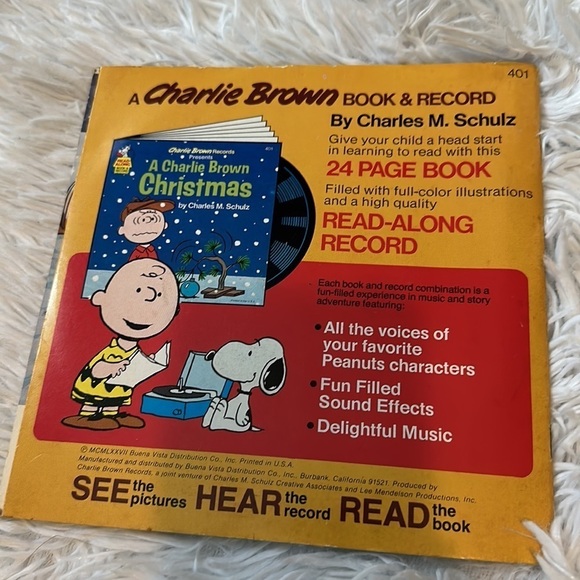 401
A Charlie Brown BOOK & RECORD
By Charles M. Schulz
Give your child a head start
in learning to read with this
24 PAGE BOOK
Filled with full-color illustrations
and a high quality
READ-ALONG
RECORD
Charlie Brown Records
Presents
A Charlie Brown
Christmas
by Charles M. Schulz
Each book and record combination is a
fun-filled experience in music and story
adventure featuring:
•All the voices of
your favorite
Peanuts characters
•Fun Filled
Sound Effects
•Delightful Music
© MCMLXXVII Buena Vista Distribution Co., Inc. Printed in U.S.A.
Manufactured and distributed by Buena Vista Distribution Co., Inc., Burbank, California 91521. Produced by
Charlie Brown Records, a joint venture of Charles M. Schulz Creative Associates and Lee Mendelson Productions, Inc.
SEE the pictures HEAR the record READ the book